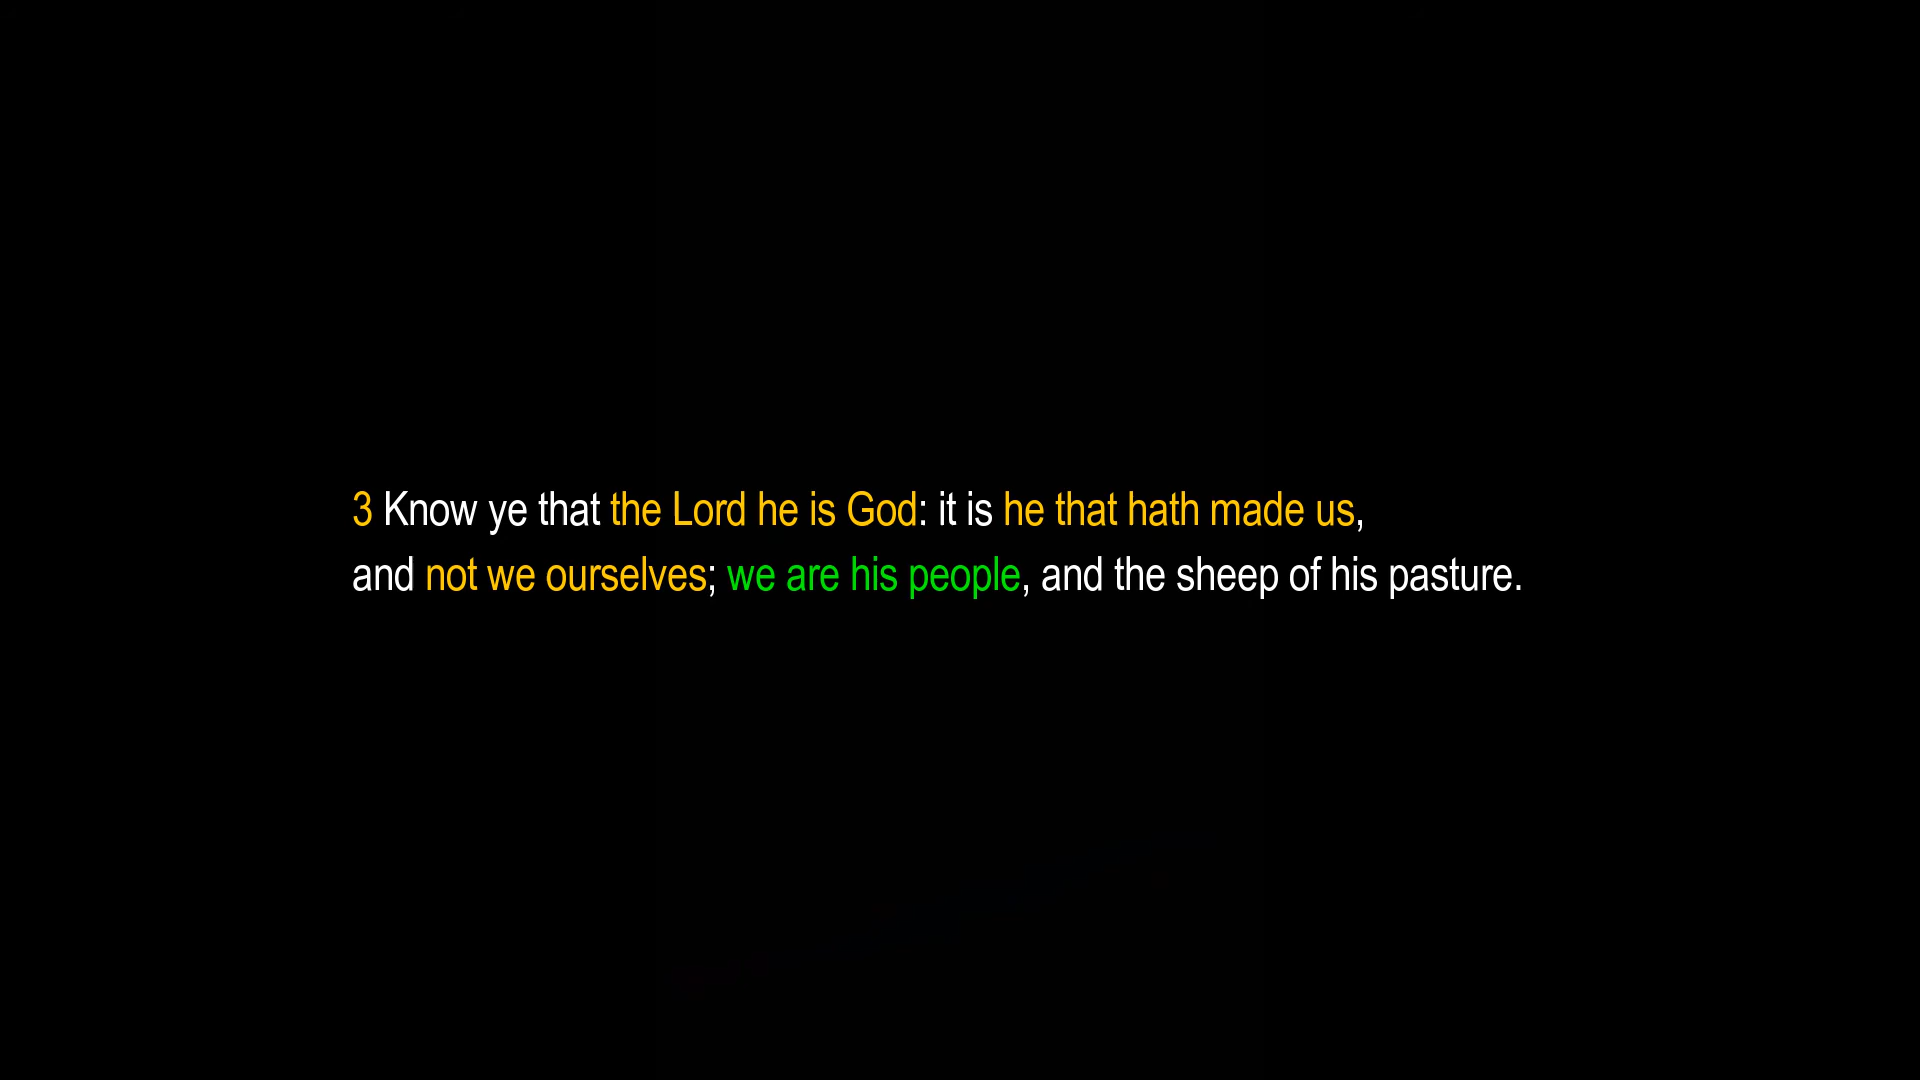 3 Know ye that the Lord he is God: it is he that hath made us,
and not we ourselves; we are his people, and the sheep of his pasture.